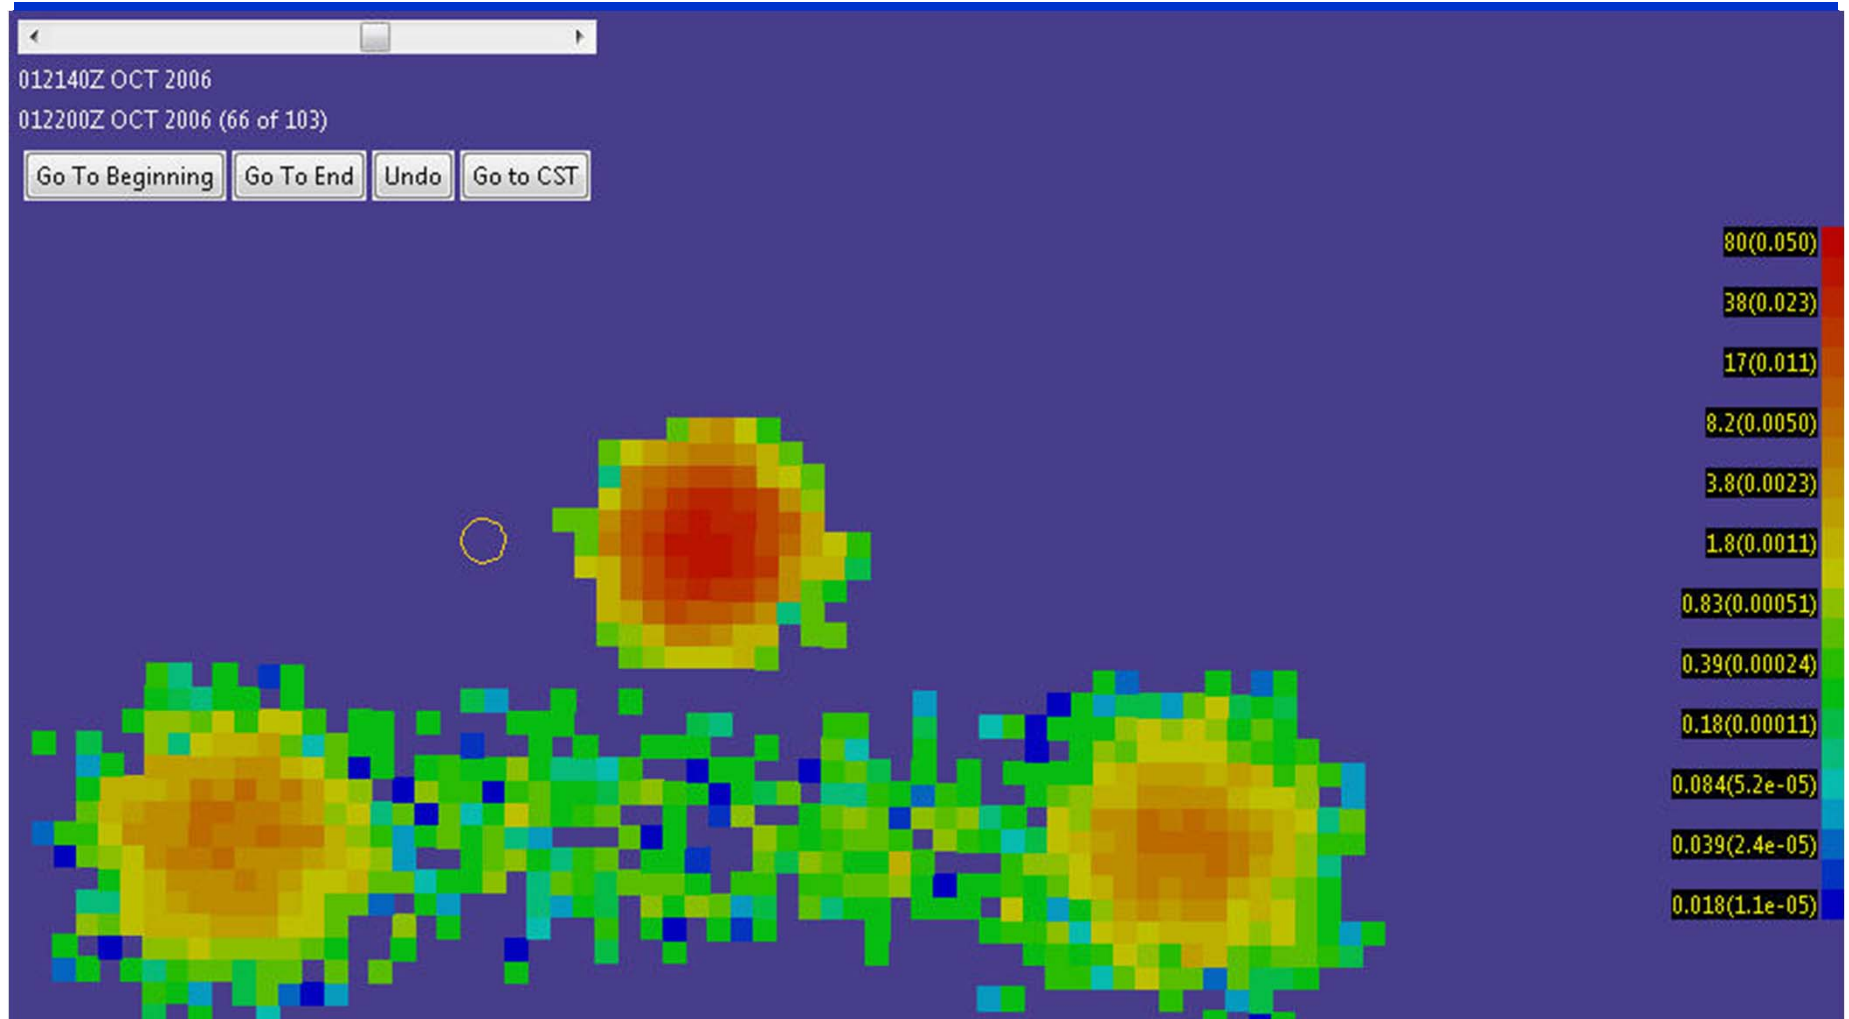 012140Z OCT 2006
012200Z OCT 2006 (66 of 103)
Go To Beginning Go To End Undo Go to CST
80(0.050)
38(0.023)
17(0.011)
8.2(0.0050)
3.8(0.0023)
1.8(0.0011)
0.83(0.00051)
0.39(0.00024)
0.18(0.00011)
0.084(5.2e-05)
0.039(2.4e-05)
0.018(1.1e-05)